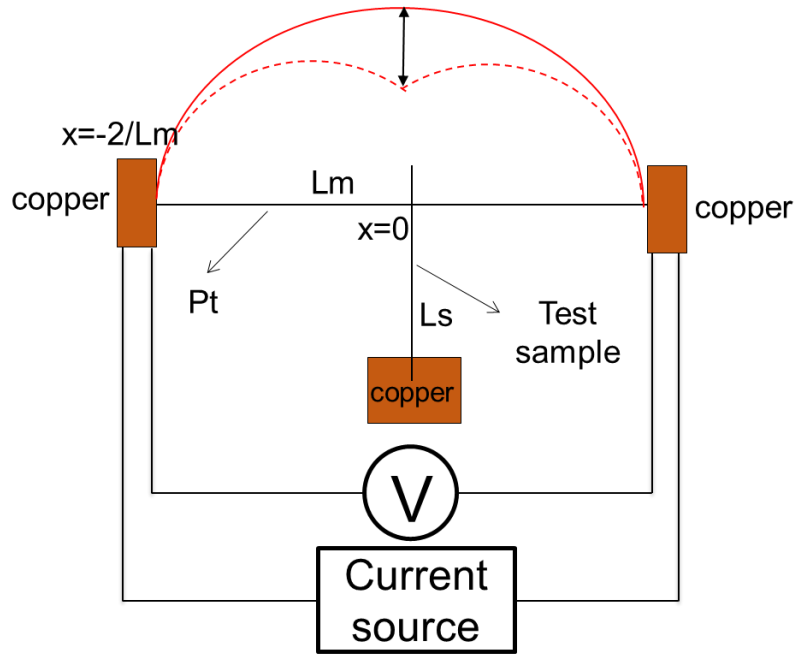 x=-2/Lm
copper
Lm
copper
x=0
Pt
Ls
Test
sample
copper
V
Current
source